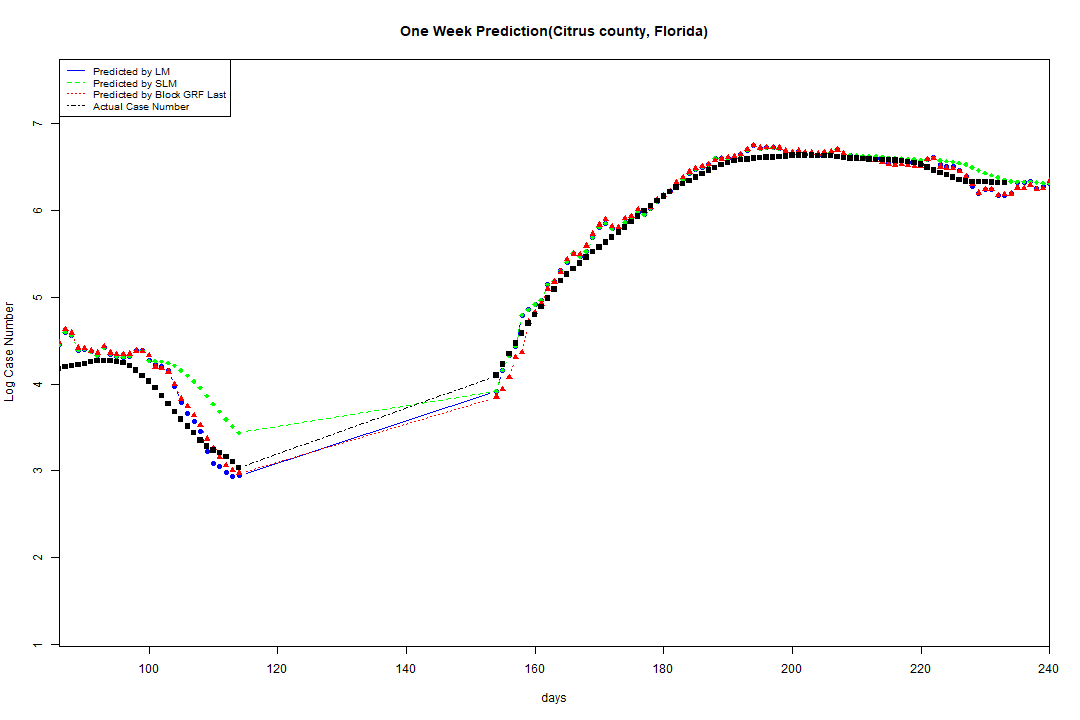 One Week Prediction(Citrus county, Florida)
Predicted by LM
Predicted by SLM
Predicted by Block GRF Last
Actual Case Number
7
6
5
4
3
2
1
Log Case Number
100 120 140 160 180 200 220 240
days